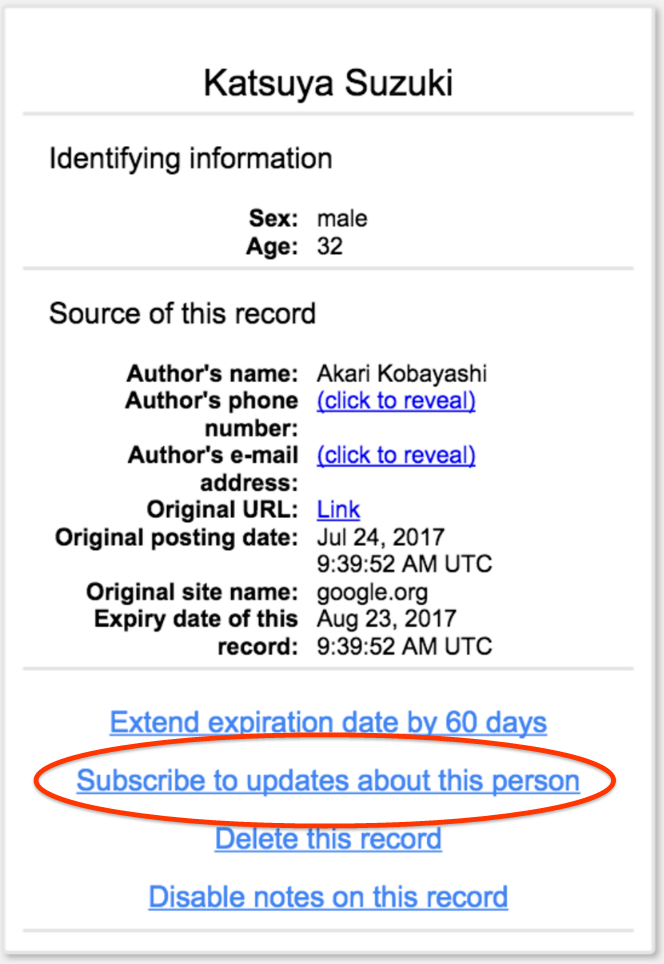 Katsuya Suzuki
Identifying information
Sex: male
Age: 32
Source of this record
Author's name: Akari Kobayashi
Author's phone (click to reveal)
number:
Author's e-mail (click to reveal)
address:
Original URL: Link
Original posting date: Jul 24, 2017
9:39:52 AM UTC
Original site name: google.org
Expiry date of this Aug 23, 2017
record: 9:39:52 AM UTC
Extend expiration date by 60 days
Subscribe to updates about this person
Delete this record
Disable notes on this record